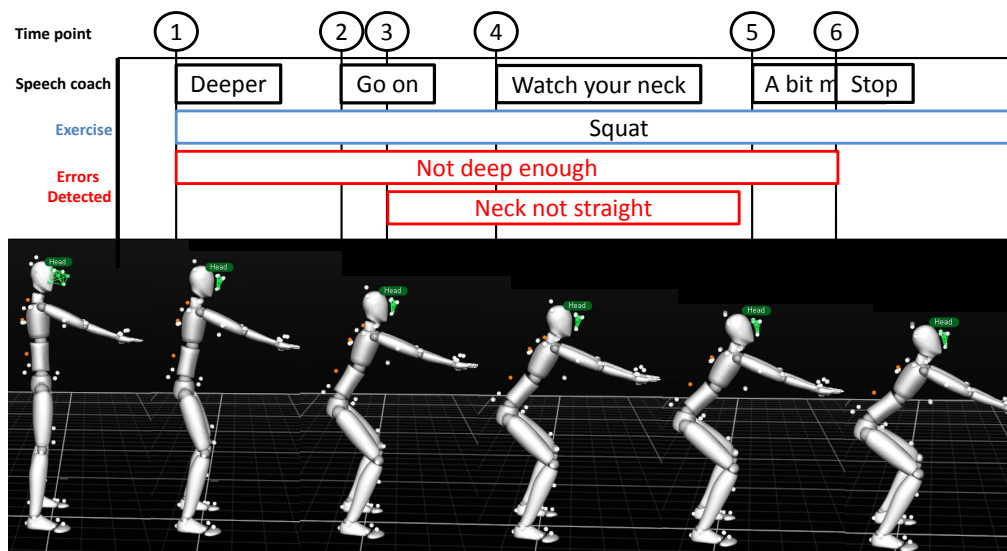 Time point 1 2 3 4 5 6
Speech coach Deeper Go on Watch your neck A bit m Stop
Exercise Squat
Errors Detected Not deep enough
Neck not straight
Head
Head
Head
Head
Head
Head